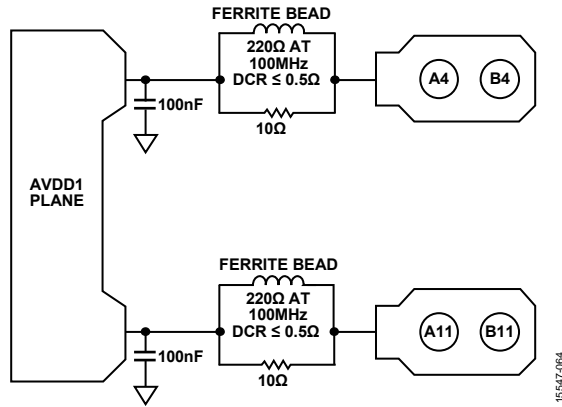 FERRITE BEAD
220Ω AT
100MHz
DCR ≤ 0.5Ω
10Ω
100nF
A4
B4
AVDD1
PLANE
FERRITE BEAD
220Ω AT
100MHz
DCR ≤ 0.5Ω
10Ω
100nF
A11
B11
15547-064